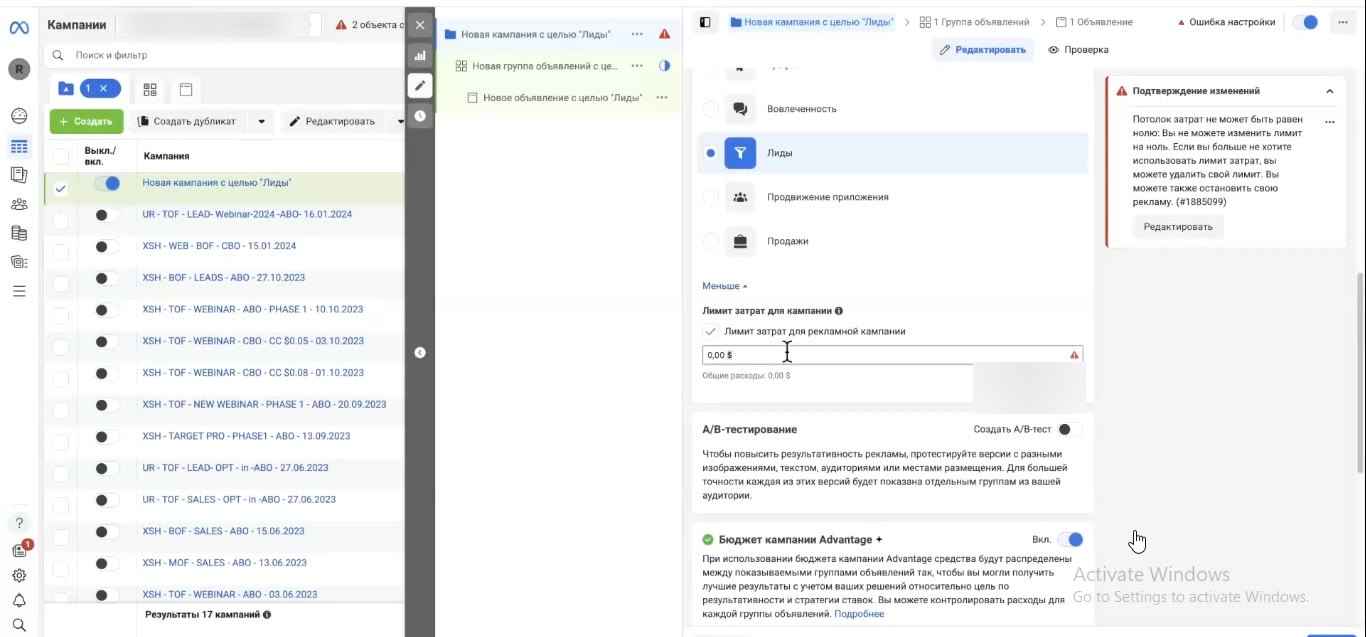 Кампании
2 объекта с
Поиск и фильтр
1 ×
+ Создать
Создать дубликат
Редактировать
Выкл./
вкл.
Кампания
Новая кампания с целью "Лиды"
UR - TOF - LEAD- Webinar-2024 -ABO- 16.01.2024
XSH - WEB - BOF - CBO - 15.01.2024
XSH - BOF - LEADS - ABO - 27.10.2023
XSH - TOF - WEBINAR - ABO - PHASE 1 - 10.10.2023
XSH - TOF - WEBINAR - CBO - CC $0.05 - 03.10.2023
XSH - TOF - WEBINAR - CBO - CC $0.08 - 01.10.2023
XSH - TOF - NEW WEBINAR - PHASE 1 - ABO - 20.09.2023
XSH - TARGET PRO - PHASE1 - ABO - 13.09.2023
UR - TOF - LEAD- OPT - in -ABO - 27.06.2023
UR - TOF - SALES - OPT - in -ABO - 27.06.2023
XSH - BOF - SALES - ABO - 15.06.2023
XSH - MOF - SALES - ABO - 13.06.2023
XSH - TOF - WEBINAR - ABO - 03.06.2023
Результаты 17 кампаний
R
?
1
Новая кампания с целью "Лиды"
Новая группа объявлений с це...
Новое объявление с целью "Лиды"
Новая кампания с целью "Лиды" > 1 Группа объявлений > 1 Объявление
Ошибка настройки
Редактировать
Проверка
Вовлеченность
Лиды
Продвижение приложения
Продажи
Меньше
Лимит затрат для кампании
Лимит затрат для рекламной кампании
0,00 $
Общие расходы: 0,00 $
A/B-тестирование
Создать A/B-тест
Чтобы повысить результативность рекламы, протестируйте версии с разными
изображениями, текстом, аудиториями или местами размещения. Для большей
точности каждая из этих версий будет показана отдельным группам из вашей
аудитории.
Бюджет кампании Advantage +
Вкл.
При использовании бюджета кампании Advantage средства будут распределены
между показываемыми группами объявлений так, чтобы вы могли получить
лучшие результаты с учетом ваших решений относительно цель по
результативности и стратегии ставок. Вы можете контролировать расходы для
каждой группы объявлений. Подробнее
Подтверждение изменений
Потолок затрат не может быть равен
нолю: Вы не можете изменить лимит
на ноль. Если вы больше не хотите
использовать лимит затрат, вы
можете удалить свой лимит. Вы
можете также остановить свою
рекламу. (#1885099)
Редактировать
Activate Windows
Go to Settings to activate Windows.